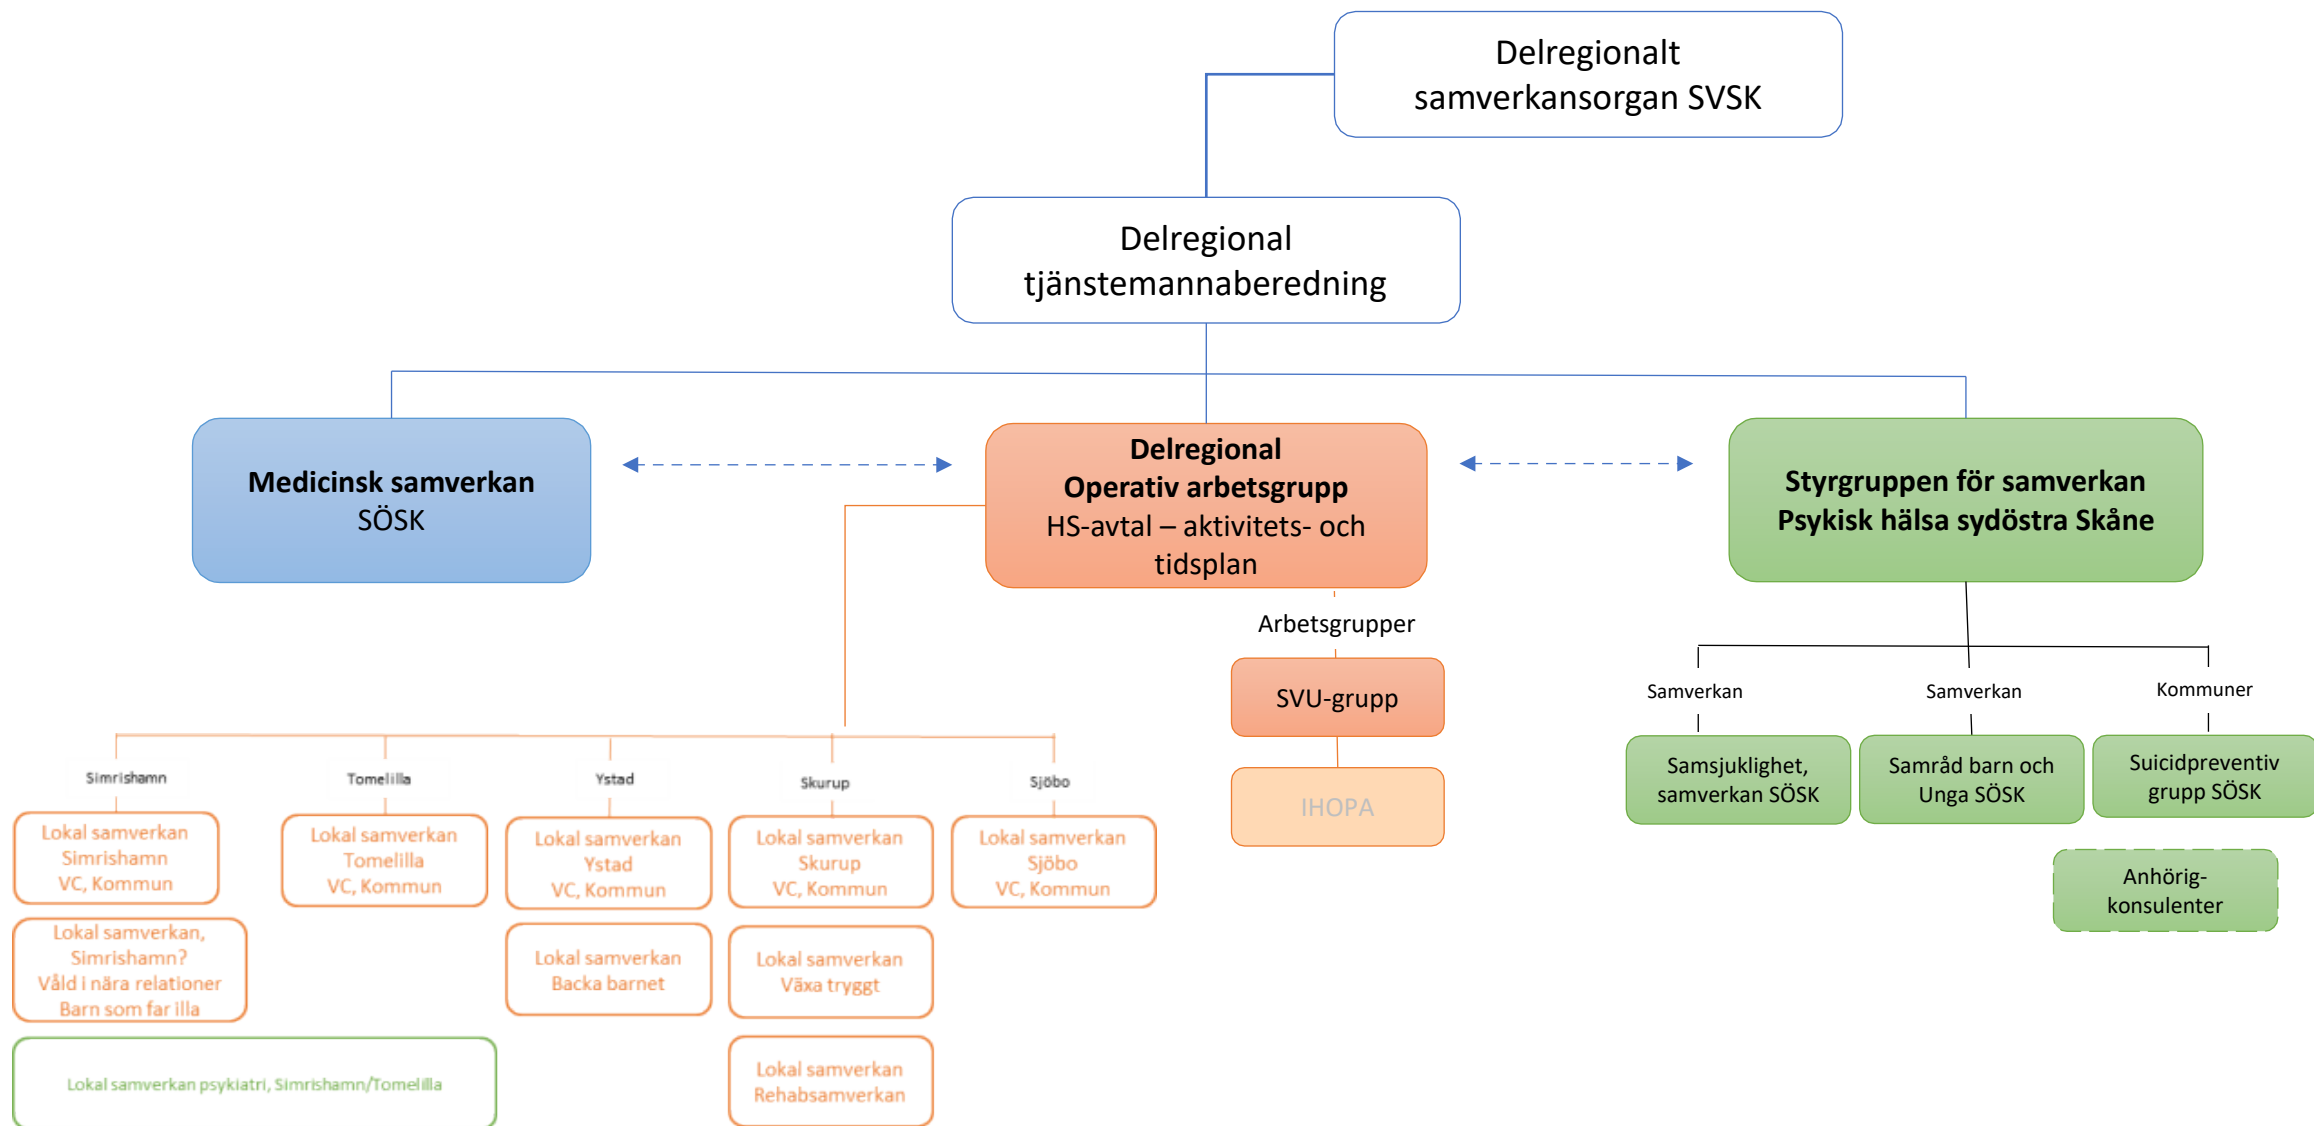 Delregionalt
samverkansorgan SVSK
Delregional
tjänstemannaberedning
Medicinsk samverkan
SÖSK
Delregional
Operativ arbetsgrupp
HS-avtal – aktivitets- och
tidsplan
Styrgruppen för samverkan
Psykisk hälsa sydöstra Skåne
Arbetsgrupper
SVU-grupp
IHOPA
Samverkan
Samverkan
Kommuner
Samsjuklighet,
samverkan SÖSK
Samråd barn och
Unga SÖSK
Suicidpreventiv
grupp SÖSK
Anhörig-
konsulenter
Simrishamn
Tomelilla
Ystad
Skurup
Sjöbo
Lokal samverkan
Simrishamn
VC, Kommun
Lokal samverkan
Tomelilla
VC, Kommun
Lokal samverkan
Ystad
VC, Kommun
Lokal samverkan
Skurup
VC, Kommun
Lokal samverkan
Sjöbo
VC, Kommun
Lokal samverkan,
Simrishamn?
Våld i nära relationer
Barn som far illa
Lokal samverkan
Backa barnet
Lokal samverkan
Växa tryggt
Lokal samverkan psykiatri, Simrishamn/Tomelilla
Lokal samverkan
Rehabsamverkan